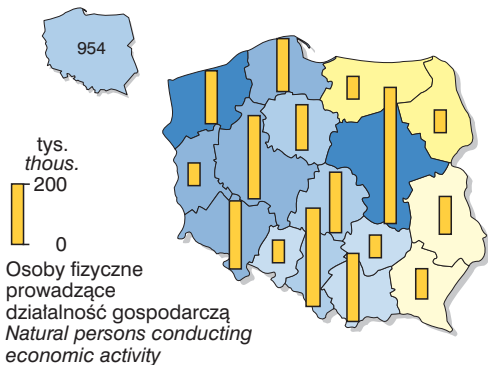 954
tys.
thous.
200
0
Osoby fizyczne
prowadzące
działalność gospodarczą
Natural persons conducting
economic activity